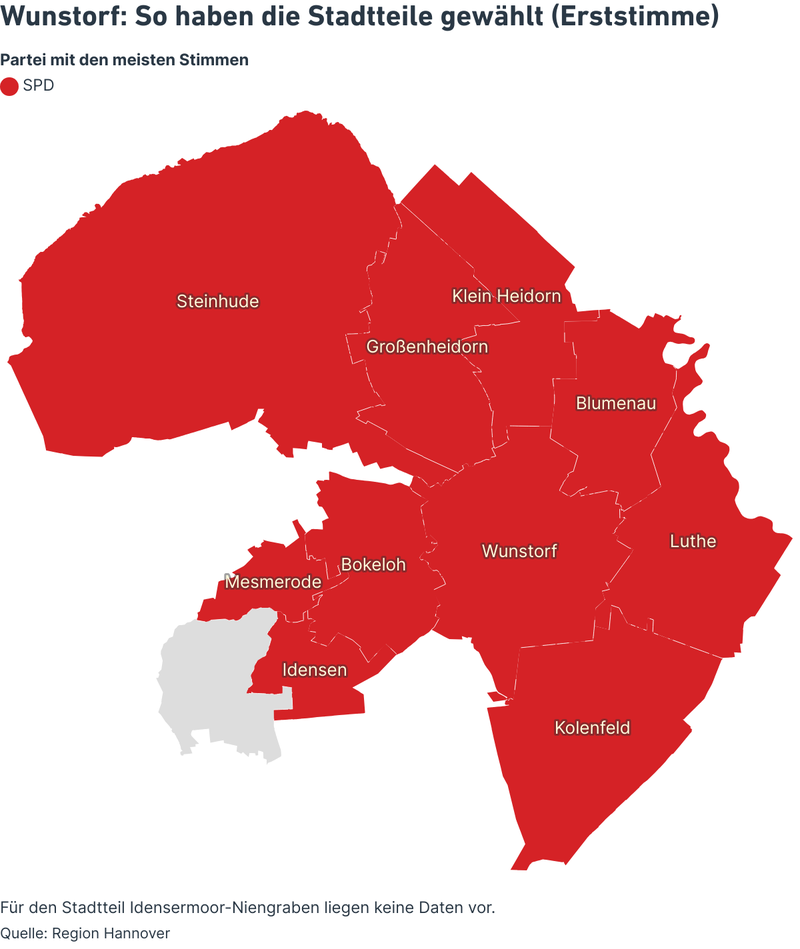 Wunstorf: So haben die Stadtteile gewählt (Erststimme)
Partei mit den meisten Stimmen
SPD
Steinhude
Klein Heidorn
Großenheidorn
Blumenau
Luthe
Wunstorf
Bokeloh
Mesmerode
Idensen
Kolenfeld
Für den Stadtteil Idensermoor-Niengraben liegen keine Daten vor.
Quelle: Region Hannover